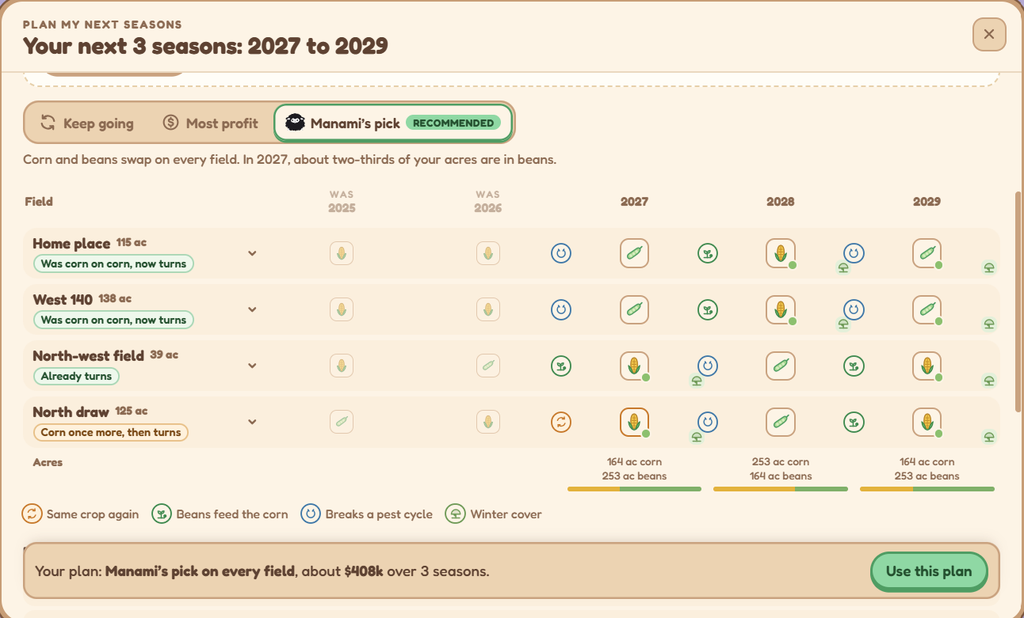 PLAN MY NEXT SEASONS
Your next 3 seasons: 2027 to 2029
Keep going
Most profit
Manami's pick
RECOMMENDED
Corn and beans swap on every field. In 2027, about two-thirds of your acres are in beans.
Field
WAS 2025
WAS 2026
2027
2028
2029
Home place 115 ac
Was corn on corn, now turns
West 140 138 ac
Was corn on corn, now turns
North-west field 39 ac
Already turns
North draw 125 ac
Corn once more, then turns
Acres
164 ac corn
253 ac beans
253 ac corn
164 ac beans
164 ac corn
253 ac beans
Same crop again
Beans feed the corn
Breaks a pest cycle
Winter cover
Your plan: Manami's pick on every field, about $408k over 3 seasons.
Use this plan